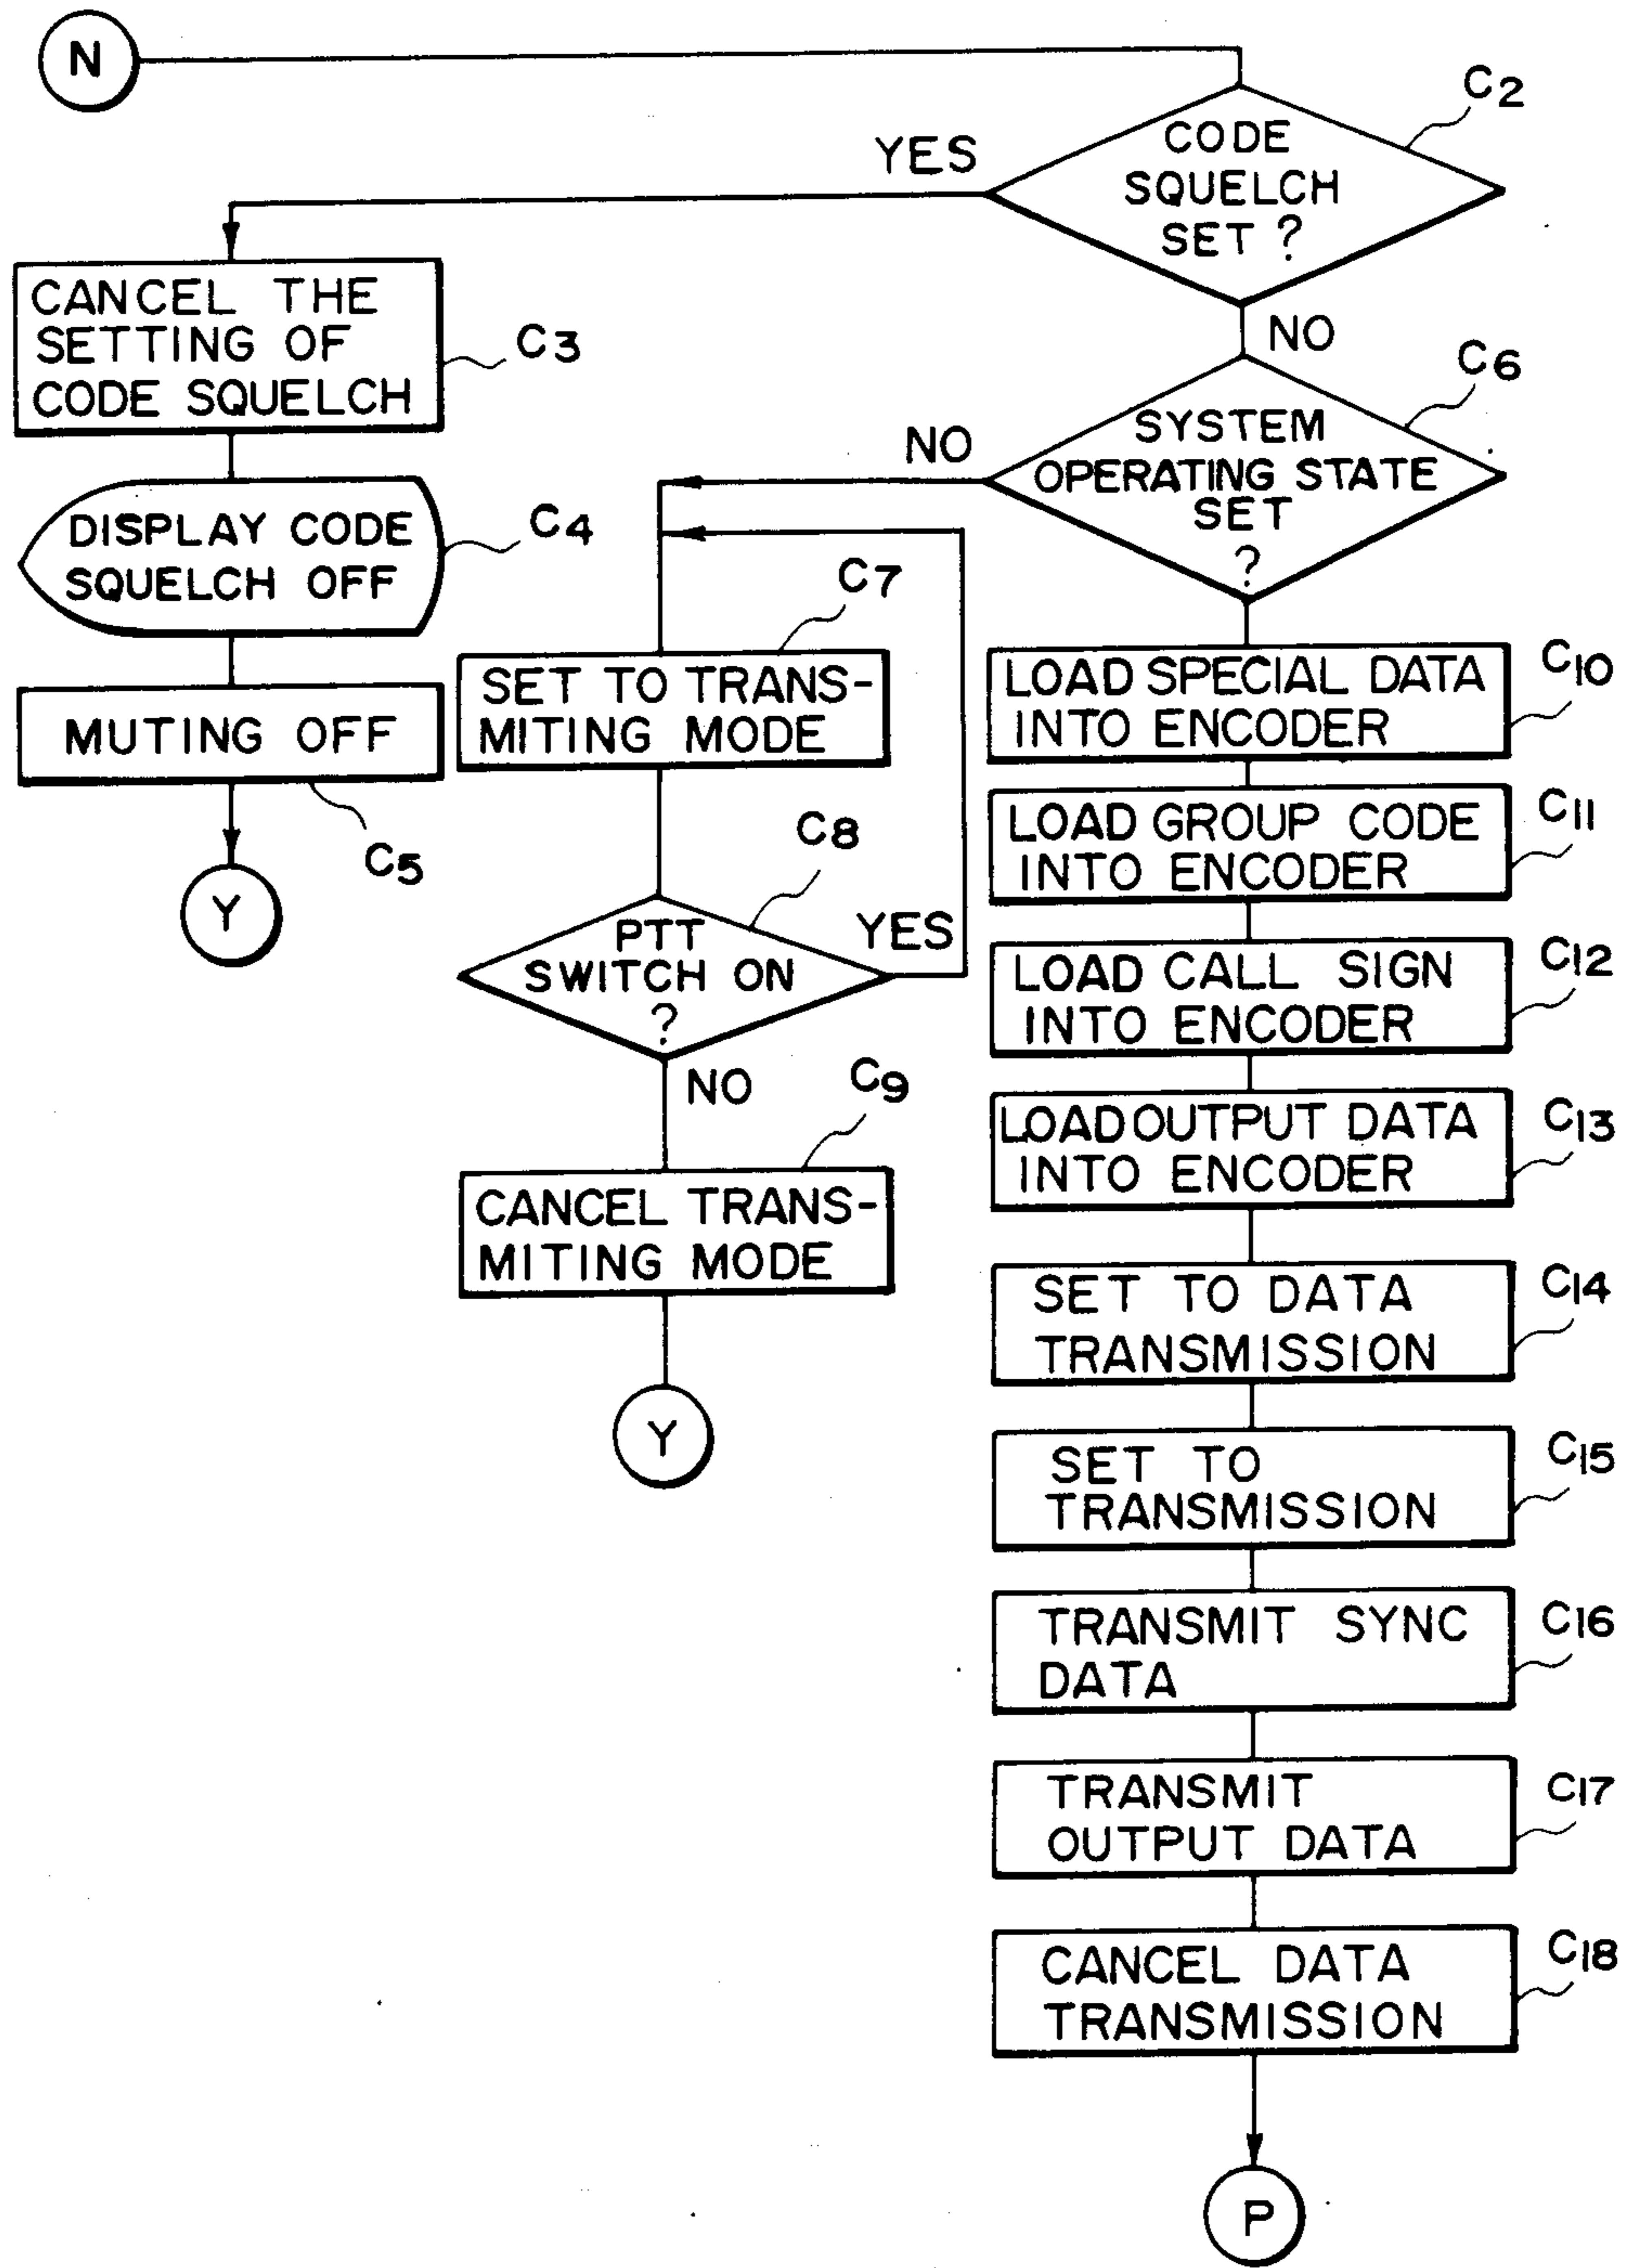 N
C2
CODE
SQUELCH
SET ?
YES
NO
CANCEL THE
SETTING OF
CODE SQUELCH
C3
DISPLAY CODE
SQUELCH OFF
C4
MUTING OFF
C5
Y
C6
SYSTEM
OPERATING STATE
SET
?
NO
C7
SET TO TRANS-
MITING MODE
C8
PTT
SWITCH ON
?
YES
NO
C9
CANCEL TRANS-
MITING MODE
Y
LOAD SPECIAL DATA
INTO ENCODER
C10
LOAD GROUP CODE
INTO ENCODER
C11
LOAD CALL SIGN
INTO ENCODER
C12
LOAD OUTPUT DATA
INTO ENCODER
C13
SET TO DATA
TRANSMISSION
C14
SET TO
TRANSMISSION
C15
TRANSMIT SYNC
DATA
C16
TRANSMIT
OUTPUT DATA
C17
CANCEL DATA
TRANSMISSION
C18
P